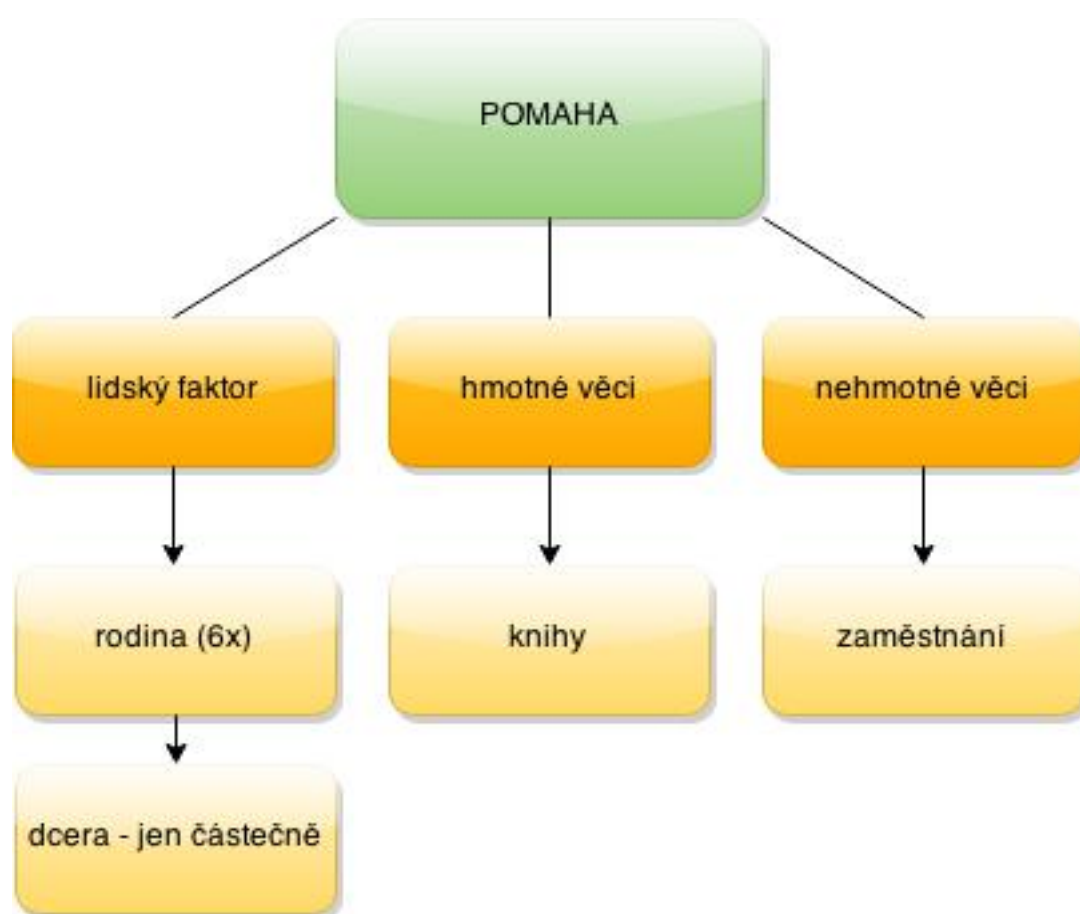 POMAHA
lidský faktor
hmotné věci
nehmotné věci
rodina (6x)
knihy
zaměstnání
dcera - jen částečně